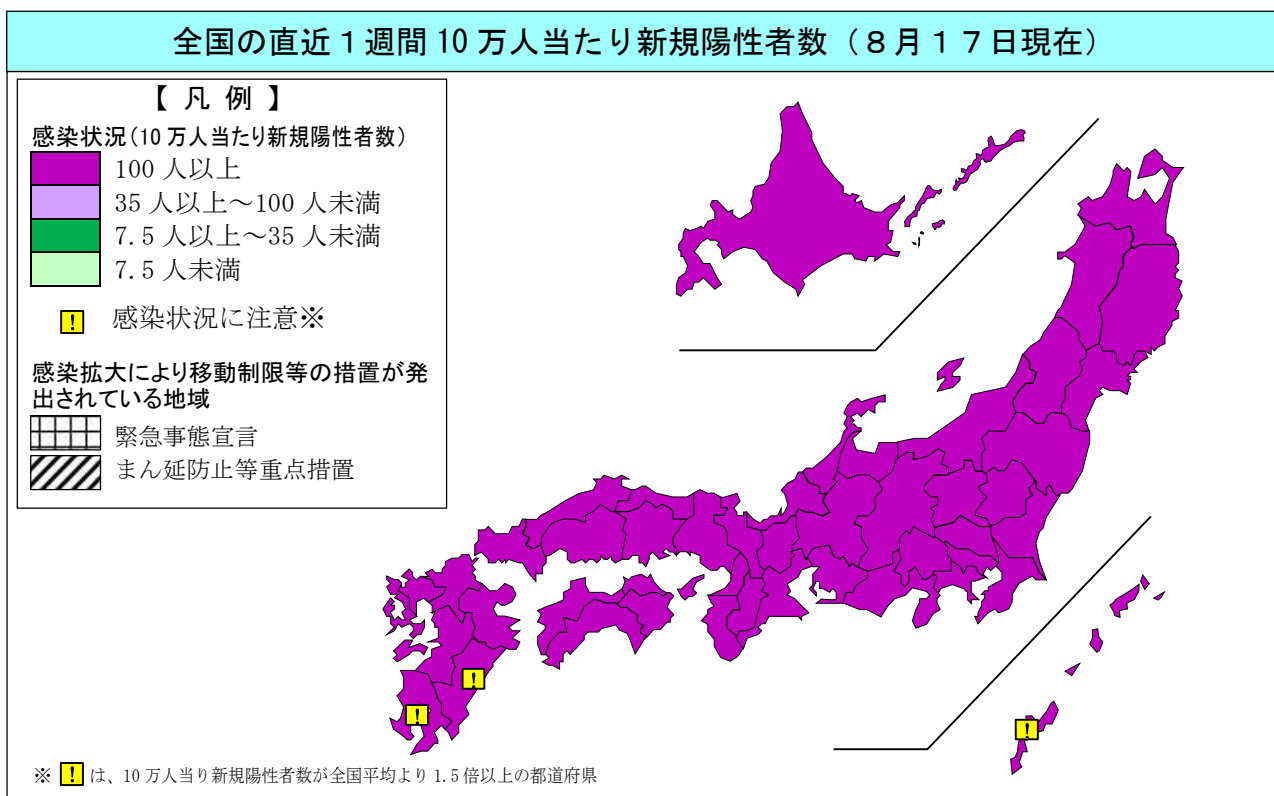 全国の直近１週間10万人当たり新規陽性者数（８月１７日現在）
【 凡 例 】
感染状況（10万人当たり新規陽性者数）
100 人以上
35 人以上～100 人未満
7.5 人以上～35 人未満
7.5 人未満
! 感染状況に注意※
感染拡大により移動制限等の措置が発
出されている地域
緊急事態宣言
まん延防止等重点措置
!
!
!
※ ! は、10 万人当り新規陽性者数が全国平均より 1.5 倍以上の都道府県